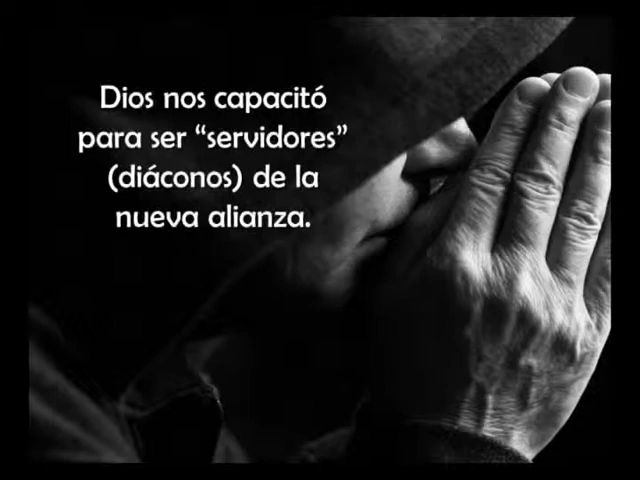 Dios nos capacitó
para ser “servidores”
(diáconos) de la
nueva alianza.